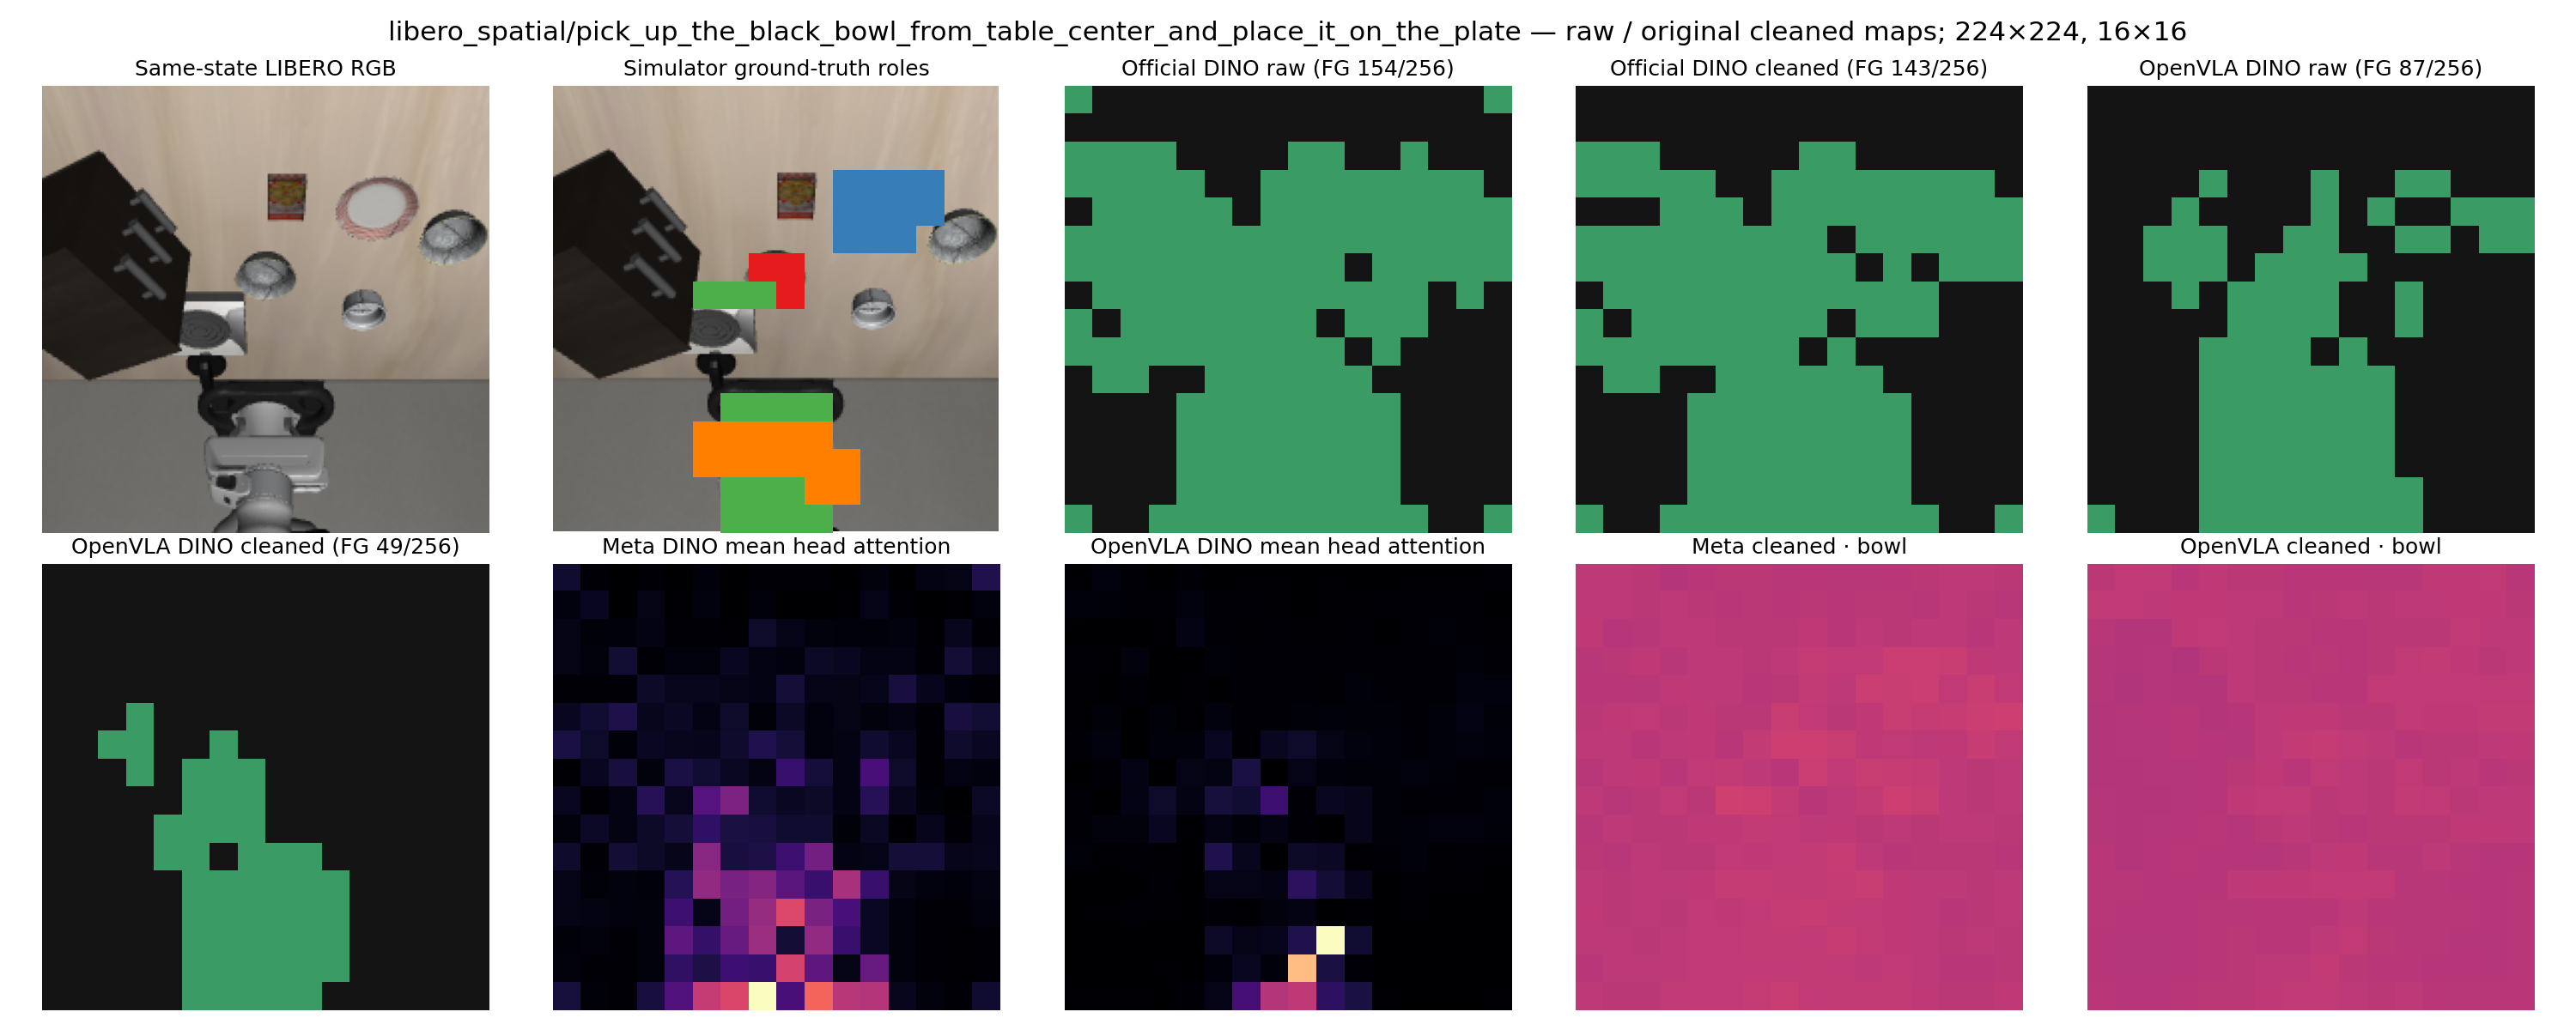 libero_spatial/pick_up_the_black_bowl_from_table_center_and_place_it_on_the_plate — raw / original cleaned maps; 224×224, 16×16
Same-state LIBERO RGB
Simulator ground-truth roles
Official DINO raw (FG 154/256)
Official DINO cleaned (FG 143/256)
OpenVLA DINO raw (FG 87/256)
OpenVLA DINO cleaned (FG 49/256)
Meta DINO mean head attention
OpenVLA DINO mean head attention
Meta cleaned · bowl
OpenVLA cleaned · bowl